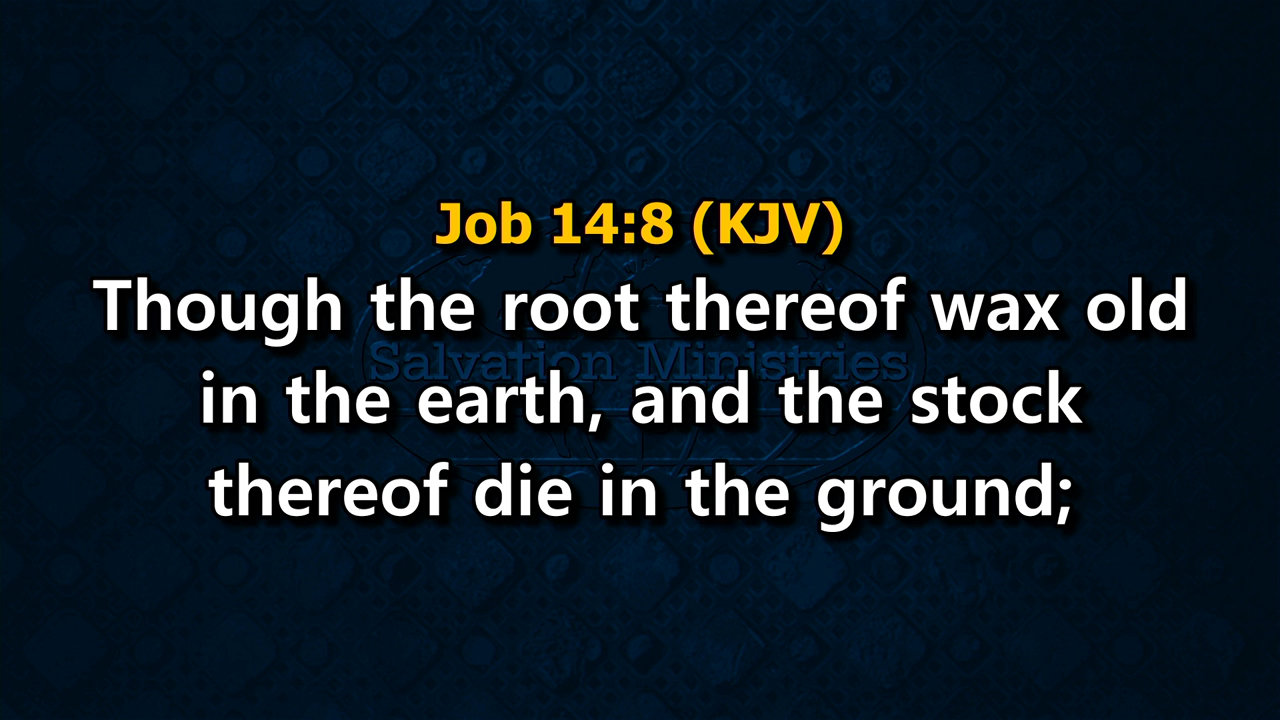 Job 14:8 (KJV)
Though the root thereof wax old
Salvation Ministries
in the earth, and the stock
thereof die in the ground;